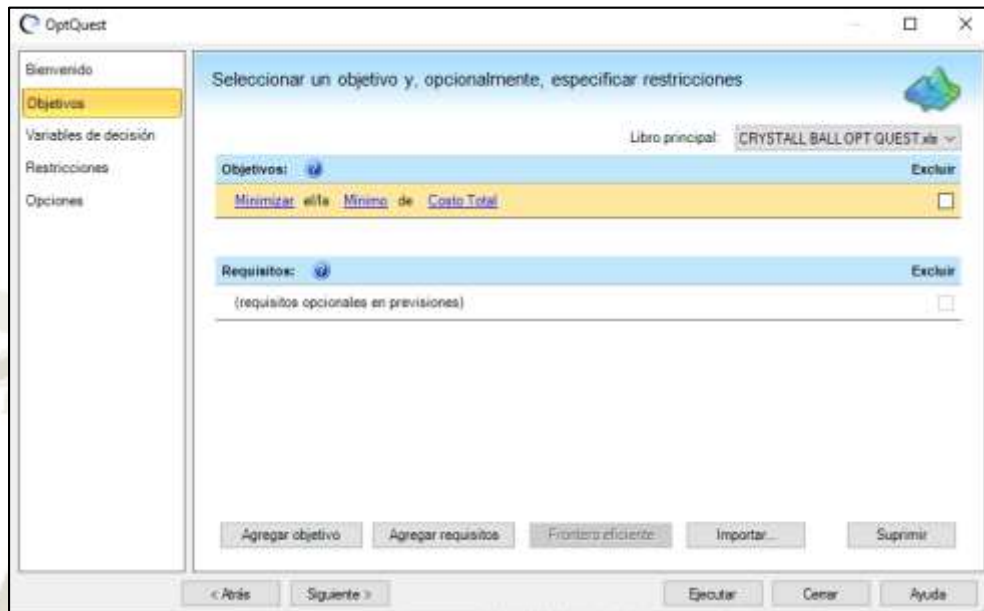 OptQuest
Bienvenido
Objetivos
Variables de decisión
Restricciones
Opciones
Seleccionar un objetivo y, opcionalmente, especificar restricciones
Libro principal: CRYSTALL BALL OPT QUEST.xls
Objetivos: Excluir
Minimizar el/la Mínimo de Costo Total
Requisitos: Excluir
(requisitos opcionales en previsiones)
Agregar objetivo Agregar requisitos Frontera eficiente Importar... Suprimir
< Atrás Siguiente > Ejecutar Cerrar Ayuda